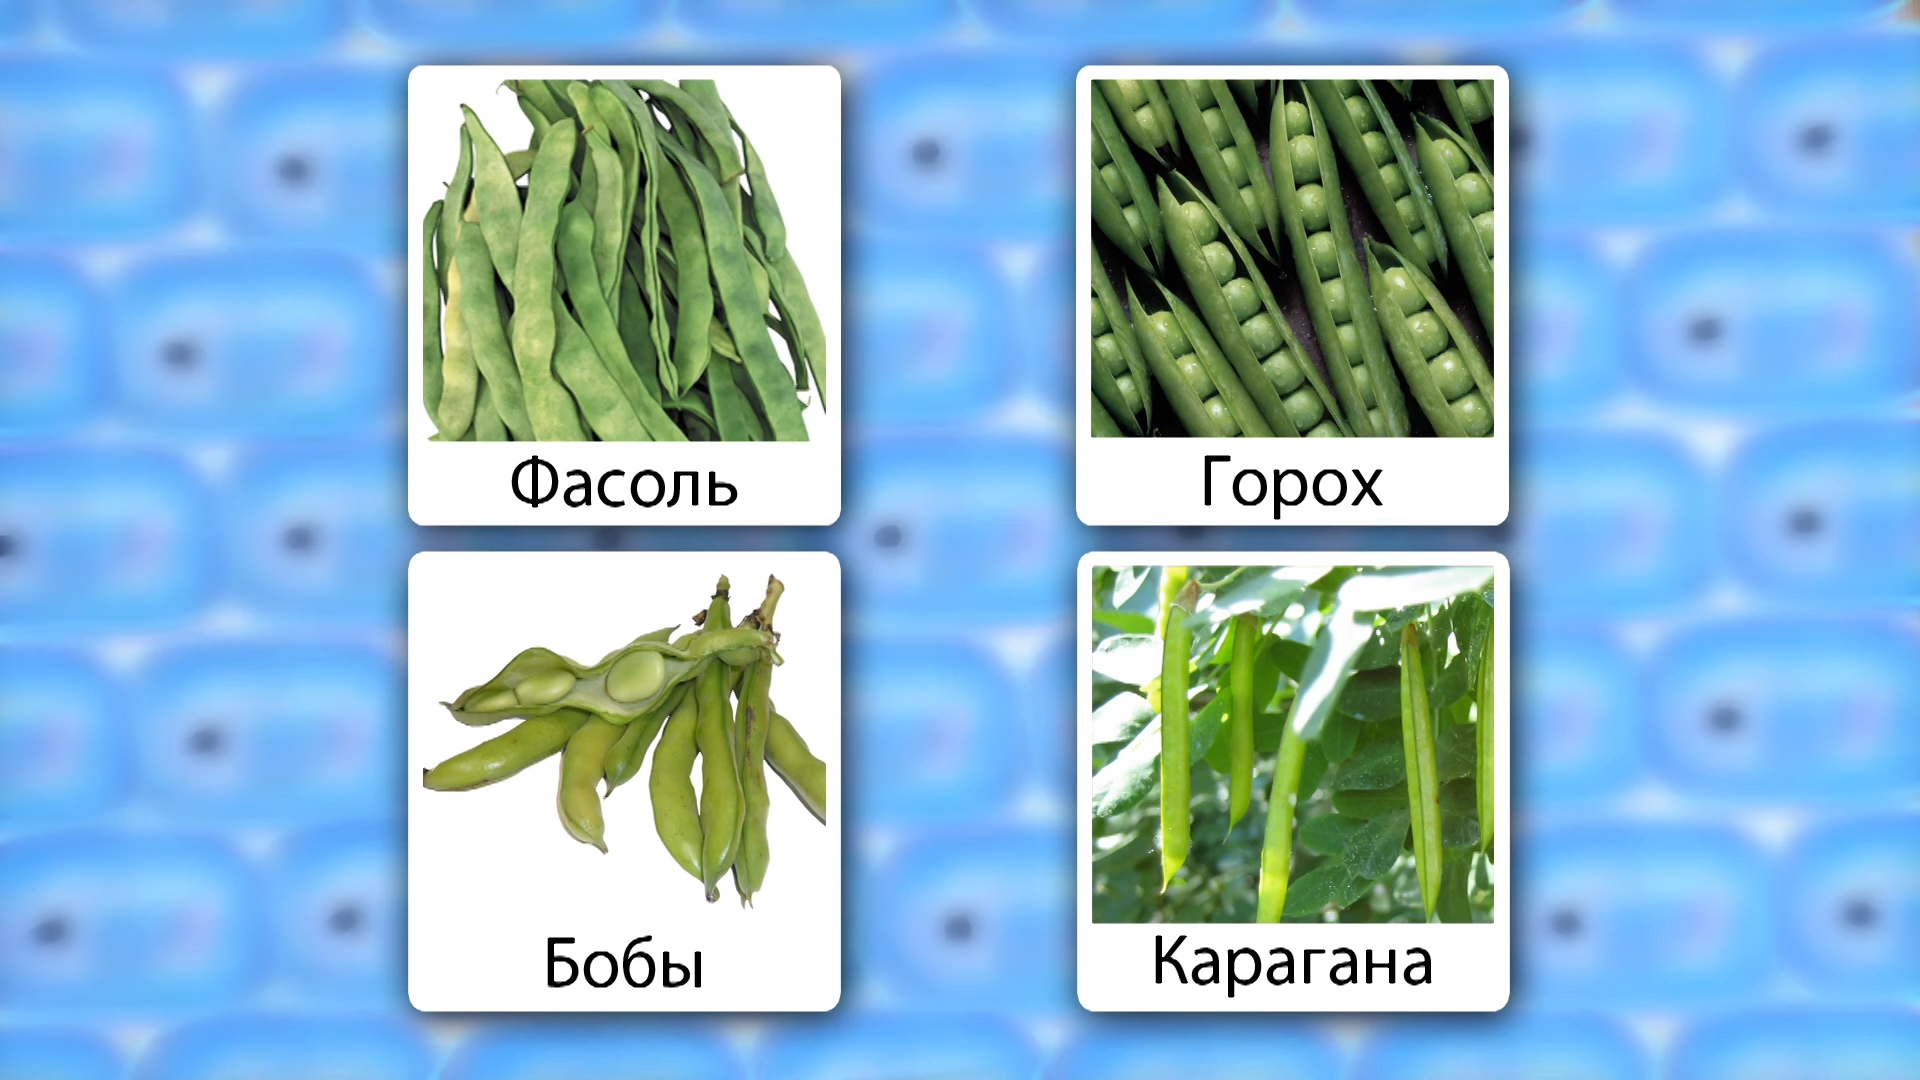 Фасоль
Горох
Бобы
Карагана